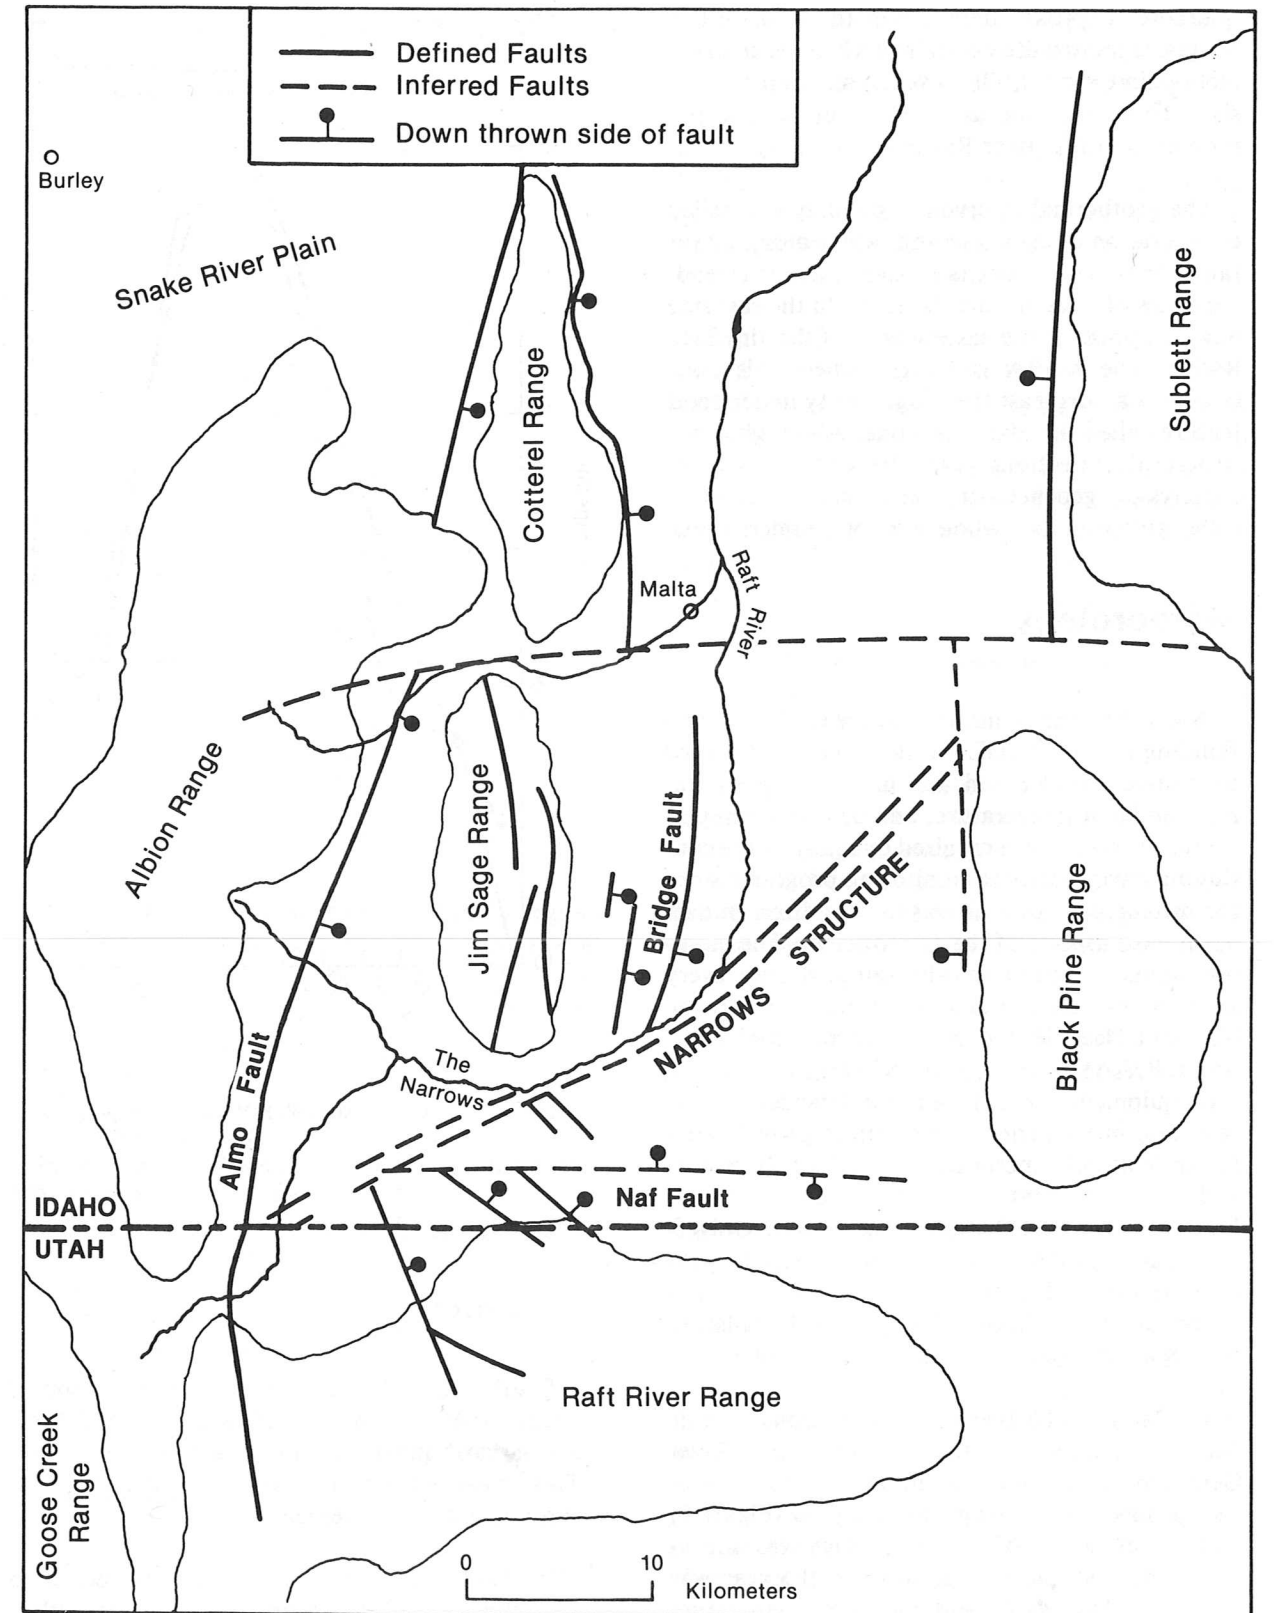 Defined Faults
Inferred Faults
Down thrown side of fault
Burley
Snake River Plain
Cotterel Range
Sublett Range
Malta
Raft River
Albion Range
Jim Sage Range
Bridge Fault
NARROWS STRUCTURE
Black Pine Range
The
Narrows
Almo Fault
Naf Fault
IDAHO
UTAH
Raft River Range
Goose Creek
Range
0 10
Kilometers